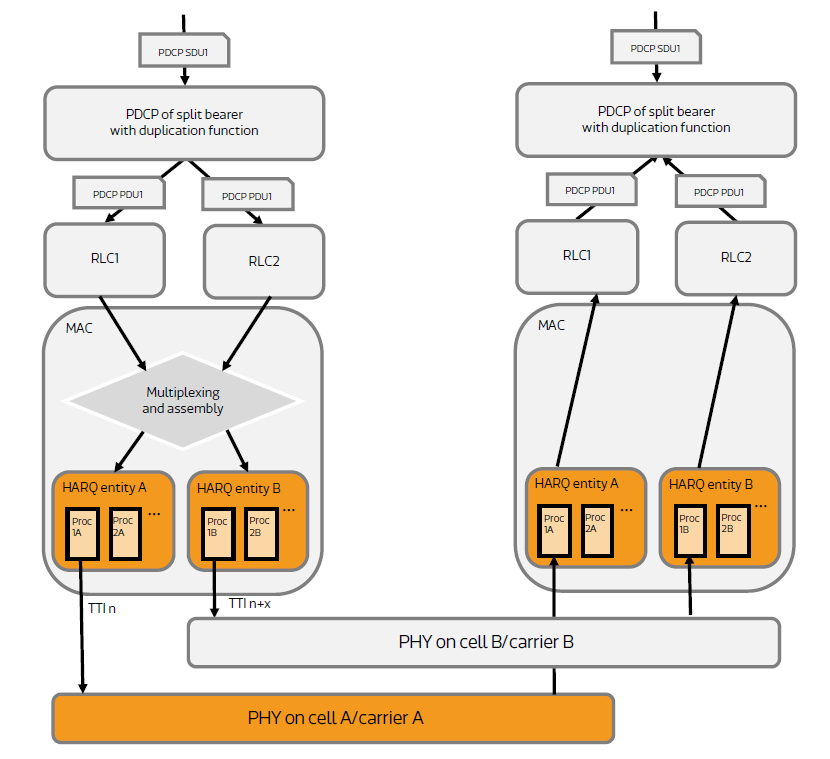 PDCP SDU1
PDCP of split bearer
with duplication function
PDCP PDU1
PDCP PDU1
RLC1
RLC2
MAC
Multiplexing
and assembly
HARQ entity A
Proc
1A
Proc
2A
...
HARQ entity B
Proc
1B
Proc
2B
...
TTI n
TTI n+x
PDCP SDU1
PDCP of split bearer
with duplication function
PDCP PDU1
PDCP PDU1
RLC1
RLC2
MAC
HARQ entity A
Proc
1A
Proc
2A
...
HARQ entity B
Proc
1B
Proc
2B
...
PHY on cell B/carrier B
PHY on cell A/carrier A